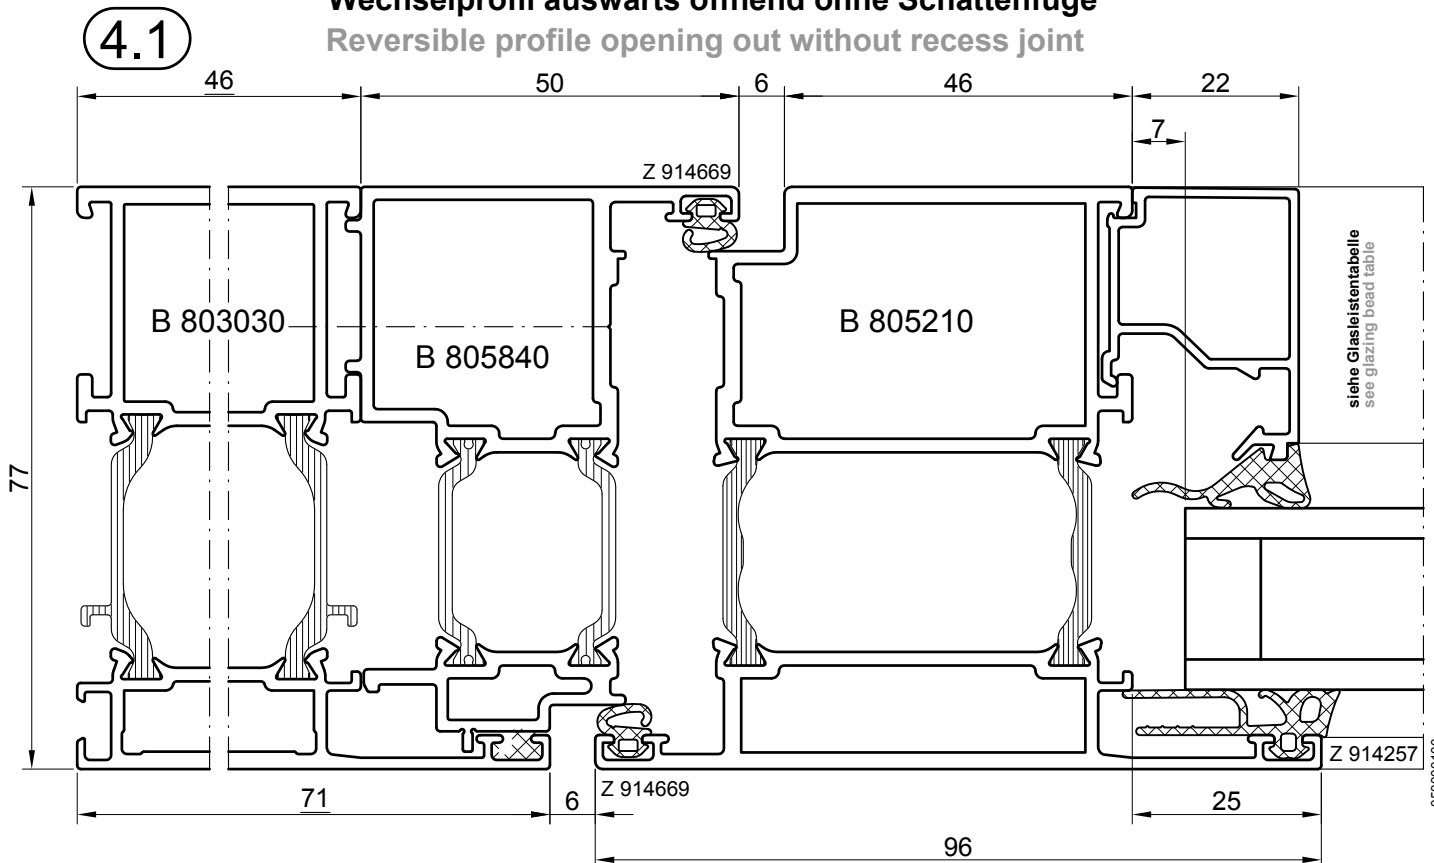 Wechselprofil auswärts öffnend ohne Schattenfuge
4.1
Reversible profile opening out without recess joint
46
50
6
46
22
7
Z 914669
B 803030
B 805840
B 805210
siehe Glasleistentabelle
see glazing bead table
77
Z 914257
Z 914669
71
6
25
96